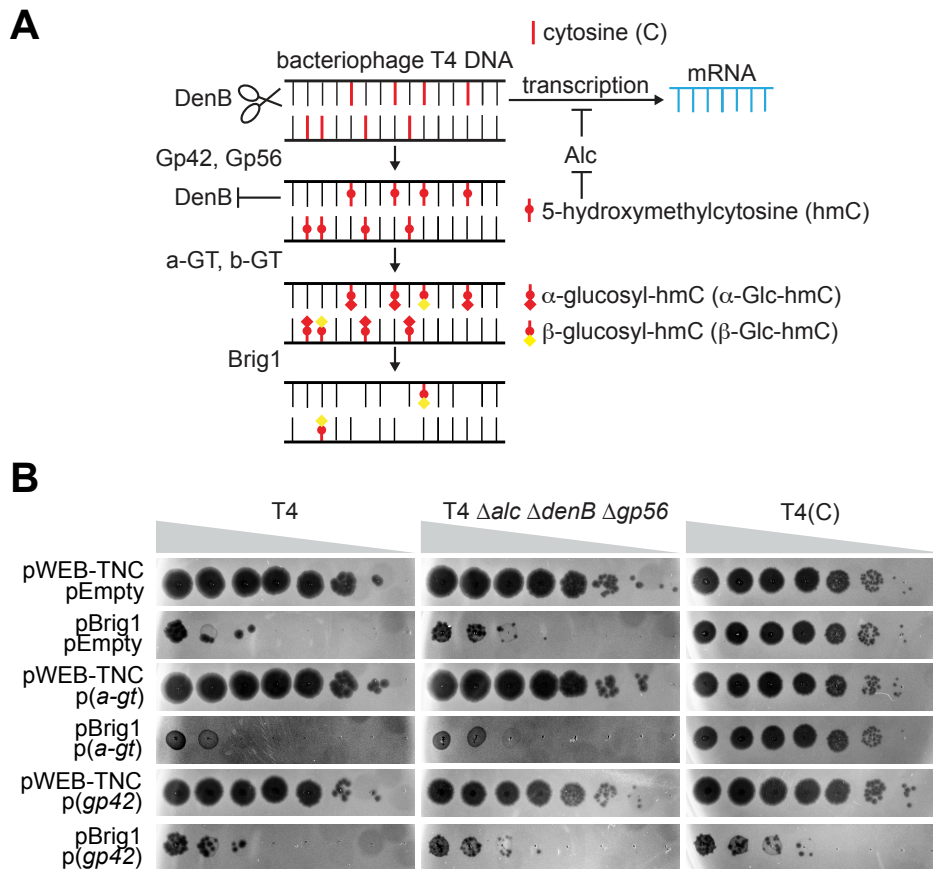 A
cytosine (C)
bacteriophage T4 DNA
DenB
transcription
mRNA
Gp42, Gp56
Alc
DenB
5-hydroxymethylcytosine (hmC)
a-GT, b-GT
α-glucosyl-hmC (α-Glc-hmC)
β-glucosyl-hmC (β-Glc-hmC)
Brig1
B
T4
T4 Δalc ΔdenB Δgp56
T4(C)
pWEB-TNC
pEmpty
pBrig1
pEmpty
pWEB-TNC
p(a-gt)
pBrig1
p(a-gt)
pWEB-TNC
p(gp42)
pBrig1
p(gp42)